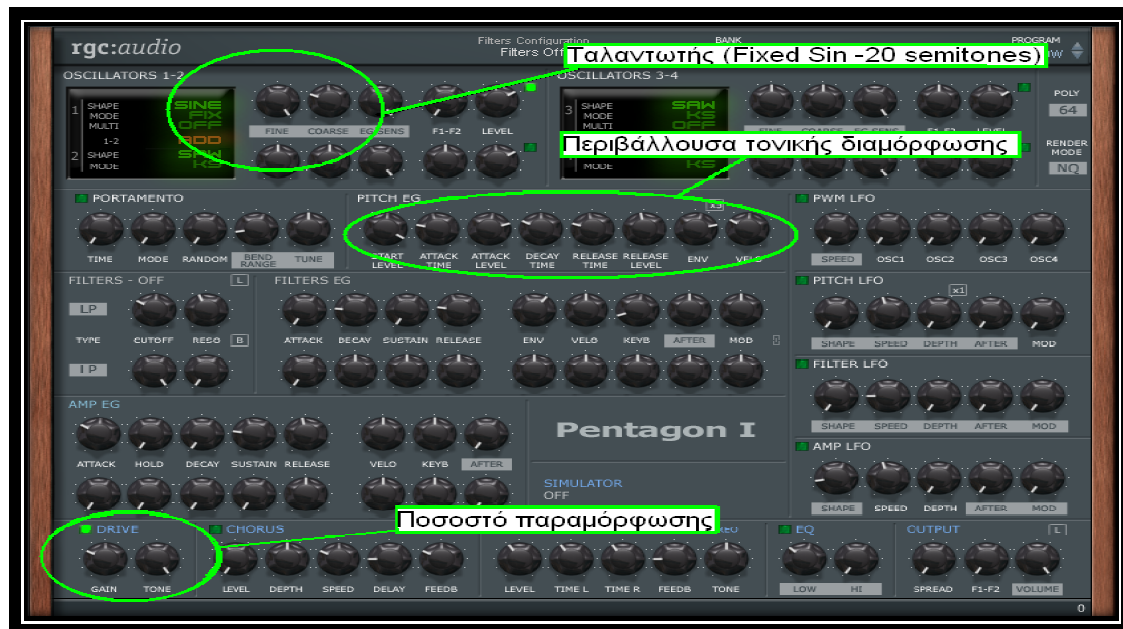 rgc:audio
Filters Configuration
BANK
PROGRAM
Filters Off
Ταλαντωτής (Fixed Sin -20 semitones)
OSCILLATORS 1-2
OSCILLATORS 3-4
1 SHAPE SINE
MODE FIX
MULTI OFF
1-2 ADD
2 SHAPE SAW
MODE KS
FINE COARSE EG SENS F1-F2 LEVEL
3 SHAPE SAW
MODE KS
MULTI OFF
MODE KS
POLY
64
RENDER
MODE
NQ
Περιβάλλουσα τονικής διαμόρφωσης
PORTAMENTO
TIME MODE RANDOM BEND RANGE TUNE
PITCH EG
x3
START LEVEL ATTACK TIME ATTACK LEVEL DECAY TIME RELEASE TIME RELEASE LEVEL ENV VELO
PWM LFO
SPEED OSC1 OSC2 OSC3 OSC4
FILTERS - OFF L
LP
TYPE CUTOFF RESO B
FILTERS EG
ATTACK DECAY SUSTAIN RELEASE ENV VELO KEYB AFTER MOD
PITCH LFO
x1
SHAPE SPEED DEPTH AFTER MOD
FILTER LFO
SHAPE SPEED DEPTH AFTER MOD
AMP EG
ATTACK HOLD DECAY SUSTAIN RELEASE VELO KEYB AFTER
Pentagon I
SIMULATOR
OFF
AMP LFO
SHAPE SPEED DEPTH AFTER MOD
Ποσοστό παραμόρφωσης
DRIVE
GAIN TONE
CHORUS
LEVEL DEPTH SPEED DELAY FEEDB
LEVEL TIME L TIME R FEEDB TONE
EQ
LOW HI
OUTPUT L
SPREAD F1-F2 VOLUME
0